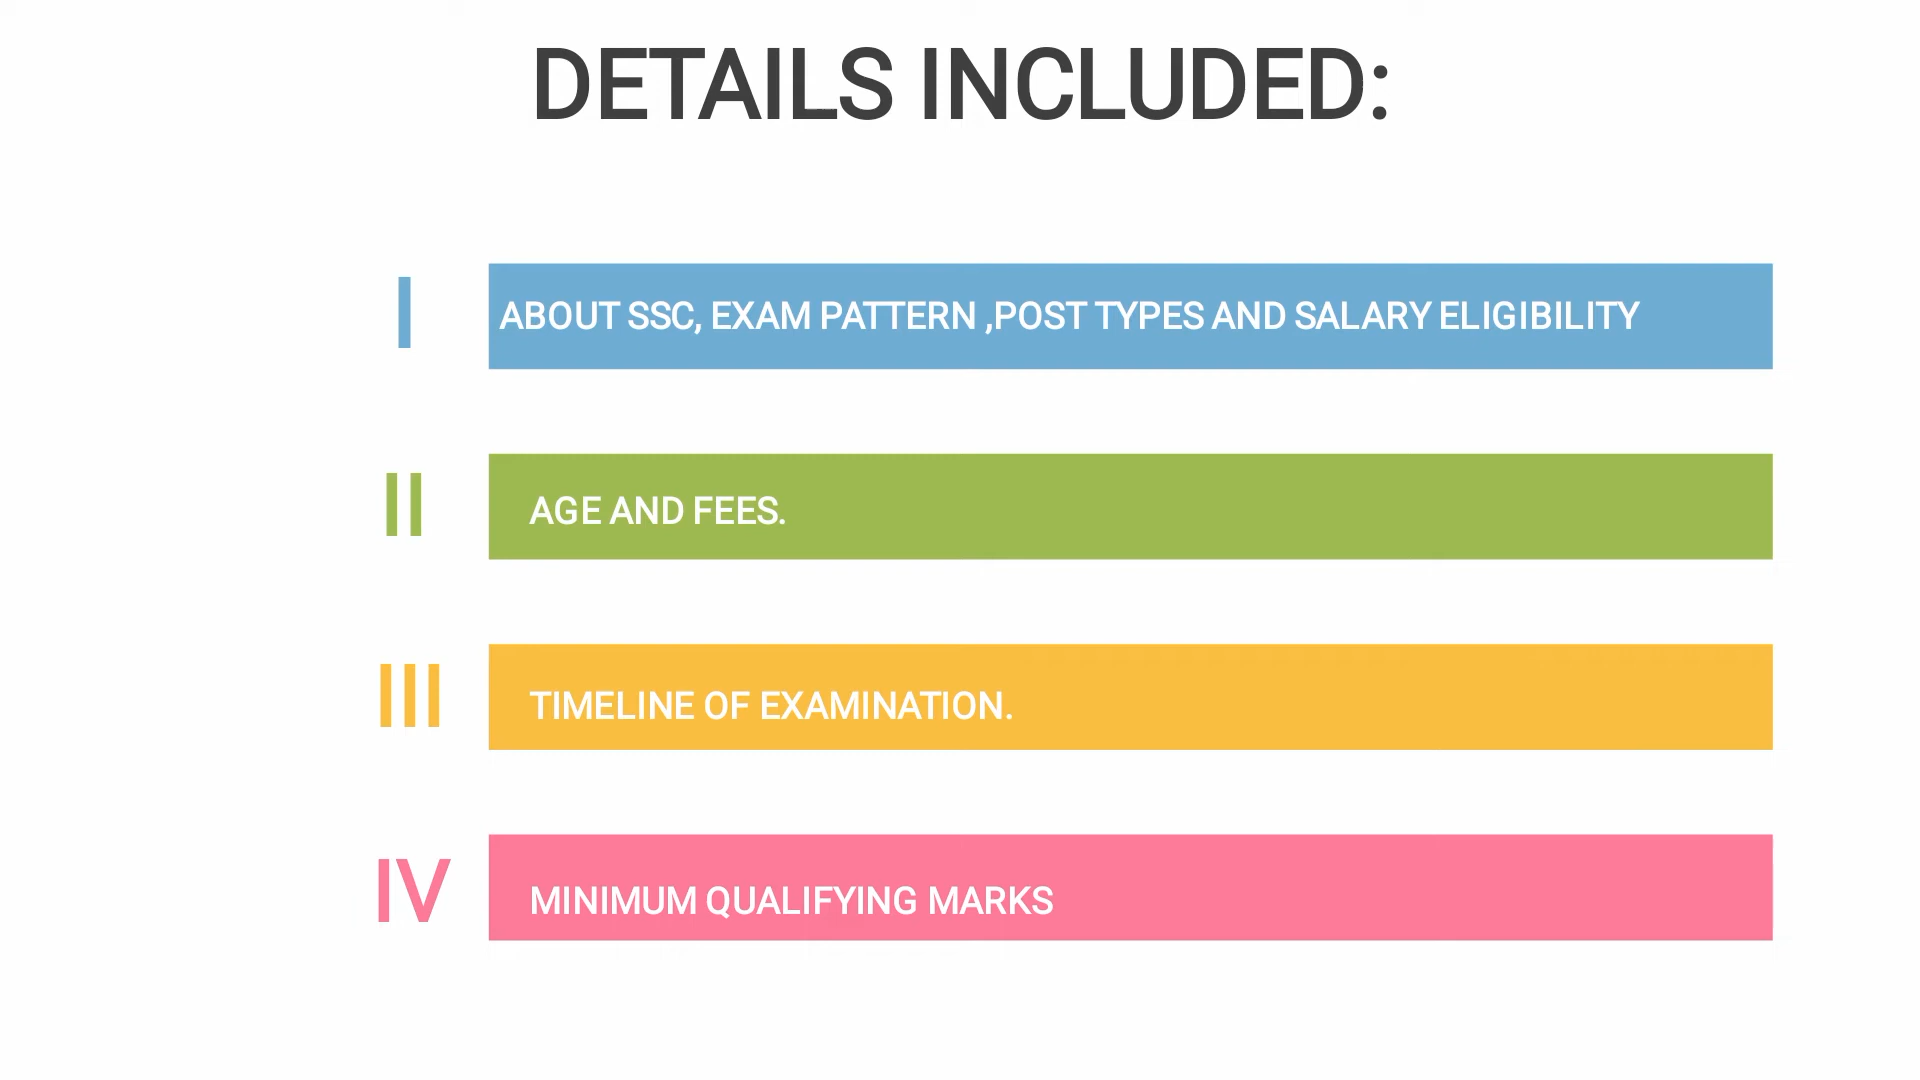 DETAILS INCLUDED:
I
ABOUT SSC, EXAM PATTERN ,POST TYPES AND SALARY ELIGIBILITY
II
AGE AND FEES.
III
TIMELINE OF EXAMINATION.
IV
MINIMUM QUALIFYING MARKS